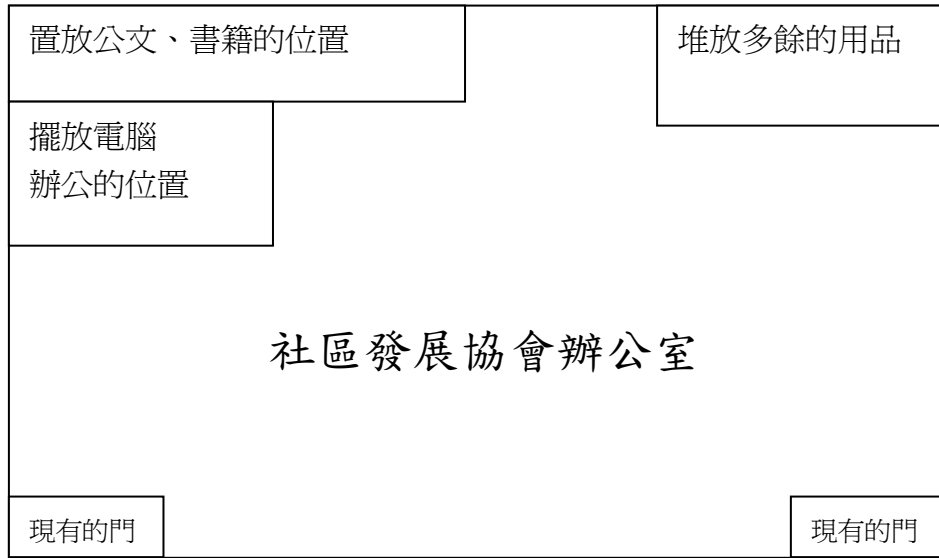 置放公文、書籍的位置
堆放多餘的用品
擺放電腦
辦公的位置
社區發展協會辦公室
現有的門
現有的門